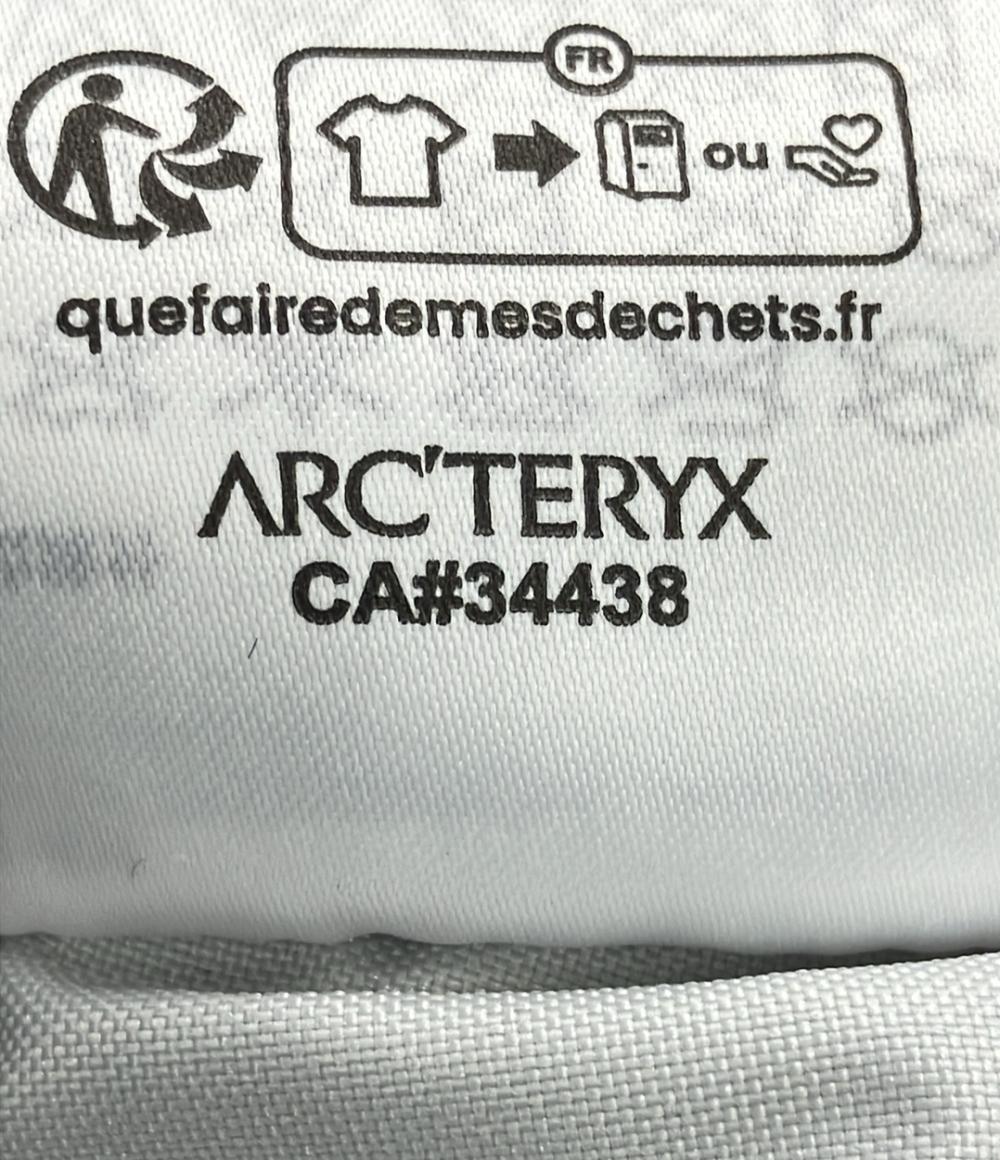 FR
ou
quefairedemesdechets.fr
ARC'TERYX
CA#34438